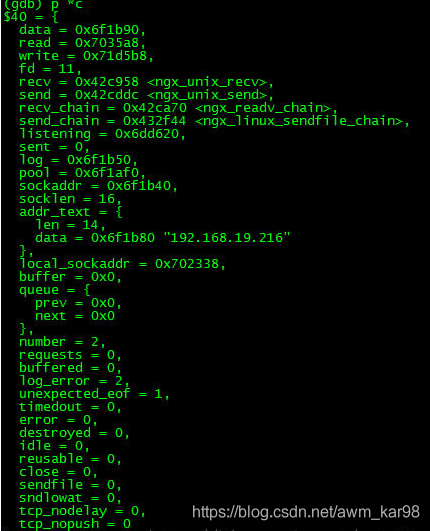 (gdb) p *c
$40 = {
  data = 0x6f1b90,
  read = 0x7035a8,
  write = 0x71d5b8,
  fd = 11,
  recv = 0x42c958 <ngx_unix_recv>,
  send = 0x42cddc <ngx_unix_send>,
  recv_chain = 0x42ca70 <ngx_readv_chain>,
  send_chain = 0x432f44 <ngx_linux_sendfile_chain>,
  listening = 0x6dd620,
  sent = 0,
  log = 0x6f1b50,
  pool = 0x6f1af0,
  sockaddr = 0x6f1b40,
  socklen = 16,
  addr_text = {
    len = 14,
    data = 0x6f1b80 "192.168.19.216"
  },
  local_sockaddr = 0x702338,
  buffer = 0x0,
  queue = {
    prev = 0x0,
    next = 0x0
  },
  number = 2,
  requests = 0,
  buffered = 0,
  log_error = 2,
  unexpected_eof = 1,
  timedout = 0,
  error = 0,
  destroyed = 0,
  idle = 0,
  reusable = 0,
  close = 0,
  sendfile = 0,
  sndlowat = 0,
  tcp_nodelay = 0,
  tcp_nopush = 0
https://blog.csdn.net/awm_kar98